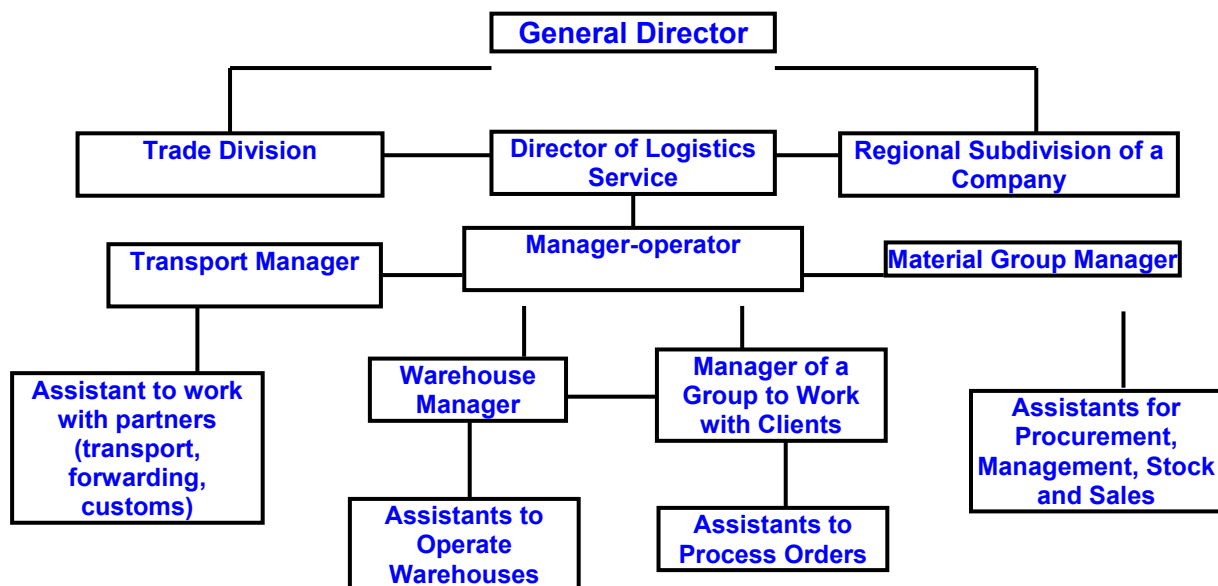 General Director
Trade Division
Director of Logistics
Service
Regional Subdivision of a
Company
Transport Manager
Manager-operator
Material Group Manager
Assistant to work
with partners
(transport,
forwarding,
customs)
Warehouse
Manager
Manager of a
Group to Work
with Clients
Assistants for
Procurement,
Management, Stock
and Sales
Assistants to
Operate
Warehouses
Assistants to
Process Orders